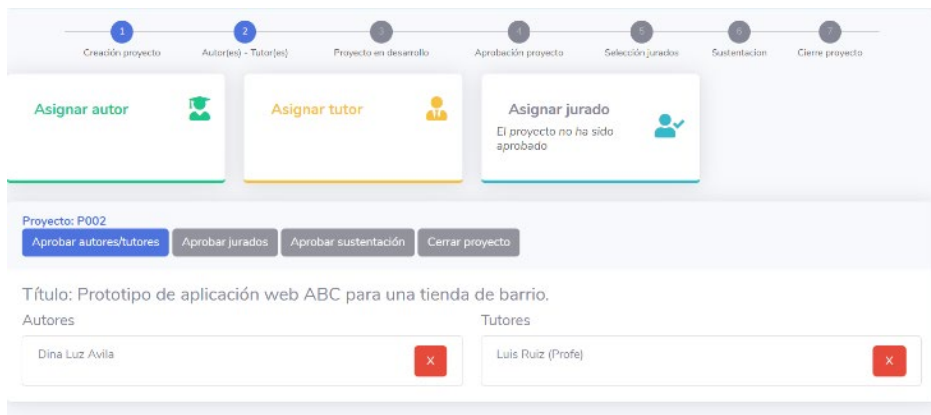 1 2 3 4 5 6 7
Creación proyecto Autor(es) - Tutor(es) Proyecto en desarrollo Aprobación proyecto Selección jurados Sustentacion Cierre proyecto
Asignar autor
Asignar tutor
Asignar jurado
El proyecto no ha sido
aprobado
Proyecto: P002
Aprobar autores/tutores Aprobar jurados Aprobar sustentación Cerrar proyecto
Título: Prototipo de aplicación web ABC para una tienda de barrio.
Autores
Dina Luz Avila X
Tutores
Luis Ruiz (Profe) X